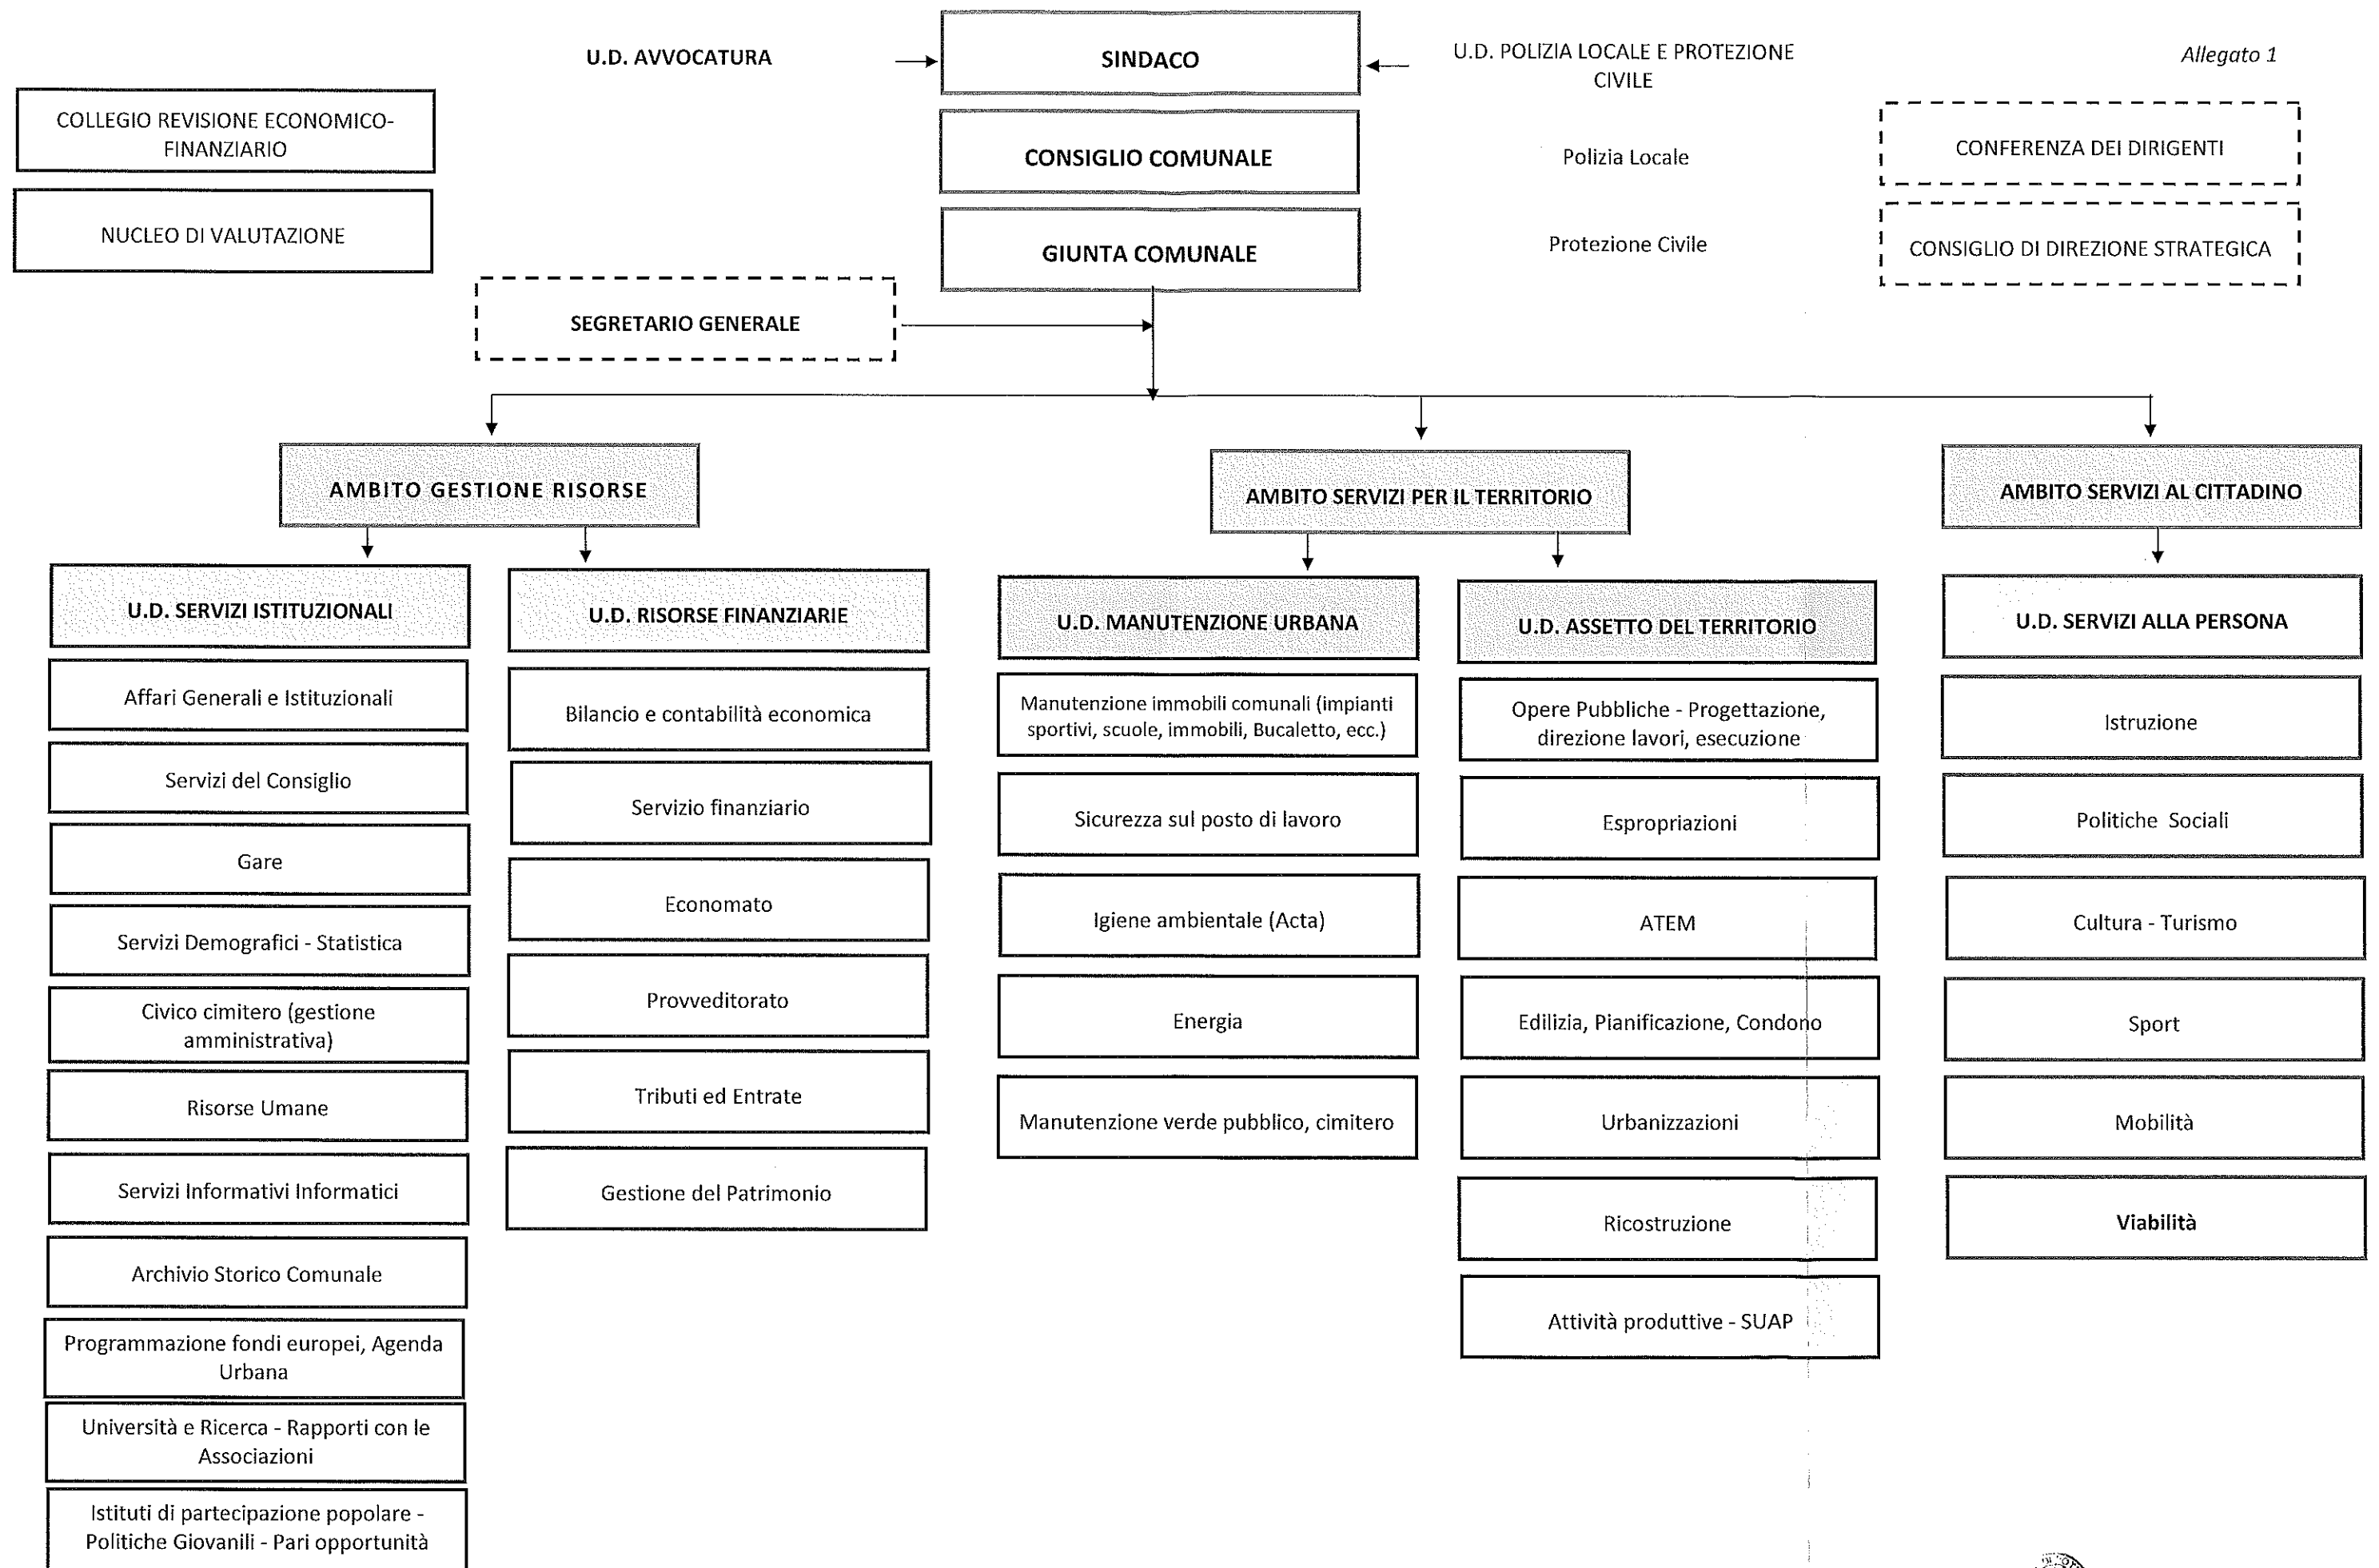 Allegato 1
U.D. AVVOCATURA
SINDACO
U.D. POLIZIA LOCALE E PROTEZIONE
CIVILE
COLLEGIO REVISIONE ECONOMICO-
FINANZIARIO
CONSIGLIO COMUNALE
Polizia Locale
CONFERENZA DEI DIRIGENTI
NUCLEO DI VALUTAZIONE
GIUNTA COMUNALE
Protezione Civile
CONSIGLIO DI DIREZIONE STRATEGICA
SEGRETARIO GENERALE
AMBITO GESTIONE RISORSE
U.D. SERVIZI ISTITUZIONALI
Affari Generali e Istituzionali
Servizi del Consiglio
Gare
Servizi Demografici - Statistica
Civico cimitero (gestione
amministrativa)
Risorse Umane
Servizi Informativi Informatici
Archivio Storico Comunale
Programmazione fondi europei, Agenda
Urbana
Università e Ricerca - Rapporti con le
Associazioni
Istituti di partecipazione popolare -
Politiche Giovanili - Pari opportunità
U.D. RISORSE FINANZIARIE
Bilancio e contabilità economica
Servizio finanziario
Economato
Provveditorato
Tributi ed Entrate
Gestione del Patrimonio
AMBITO SERVIZI PER IL TERRITORIO
U.D. MANUTENZIONE URBANA
Manutenzione immobili comunali (impianti
sportivi, scuole, immobili, Bucaletto, ecc.)
Sicurezza sul posto di lavoro
Igiene ambientale (Acta)
Energia
Manutenzione verde pubblico, cimitero
U.D. ASSETTO DEL TERRITORIO
Opere Pubbliche - Progettazione,
direzione lavori, esecuzione
Espropriazioni
ATEM
Edilizia, Pianificazione, Condono
Urbanizzazioni
Ricostruzione
Attività produttive - SUAP
AMBITO SERVIZI AL CITTADINO
U.D. SERVIZI ALLA PERSONA
Istruzione
Politiche Sociali
Cultura - Turismo
Sport
Mobilità
Viabilità